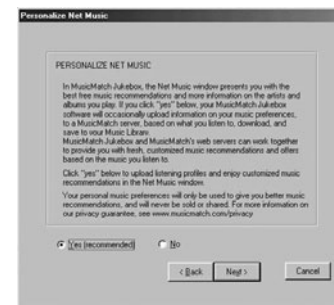 Personalize Net Music
PERSONALIZE NET MUSIC
In MusicMatch Jukebox, the Net Music window presents you with the
best free music recommendations and more information on the artists and
albums you play. If you click "yes" below, your MusicMatch Jukebox
software will occasionally upload information on your music preferences,
to a MusicMatch server, based on what you listen to, download, and
save to your Music Library.
MusicMatch Jukebox and MusicMatch's web servers can work together
to provide you with fresh, customized music recommendations and offers
based on the music you listen to.
Click "yes" below to upload listening profiles and enjoy customized music
recommendations in the Net Music window.
Your personal music preferences will only be used to give you better music
recommendations, and will never be sold or shared. For more information on
our privacy guarantee, see www.musicmatch.com/privacy
Yes (recommended) No
< Back Next > Cancel